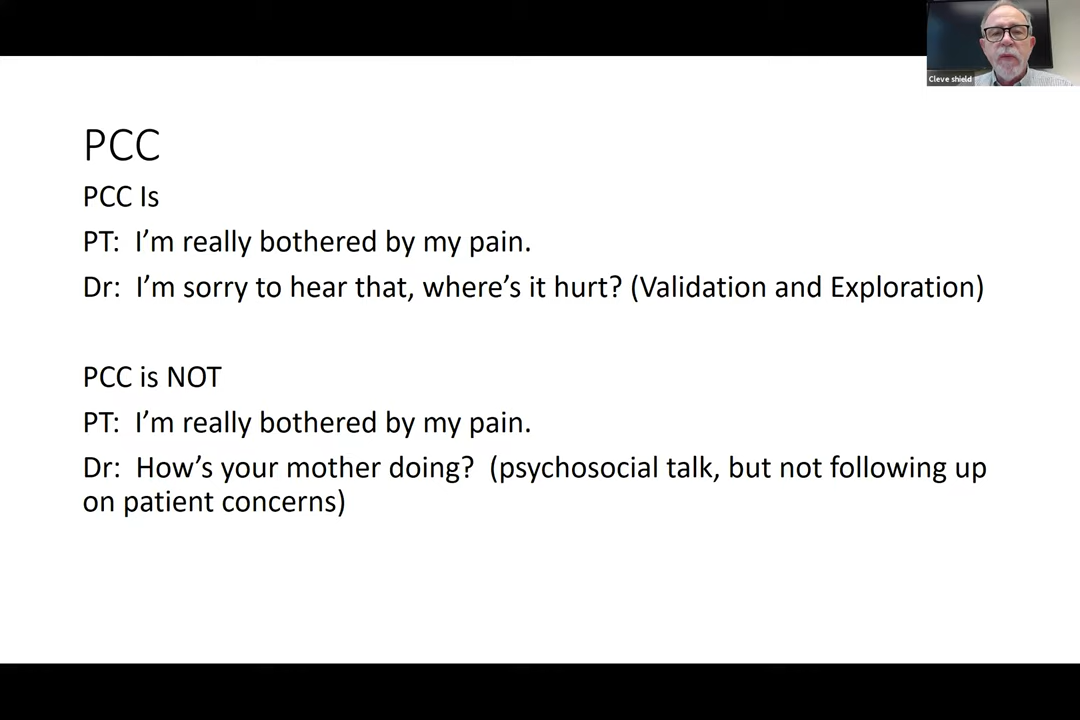 Cleve shield
PCC
PCC Is
PT: I'm really bothered by my pain.
Dr: I'm sorry to hear that, where's it hurt? (Validation and Exploration)
PCC is NOT
PT: I'm really bothered by my pain.
Dr: How's your mother doing? (psychosocial talk, but not following up
on patient concerns)